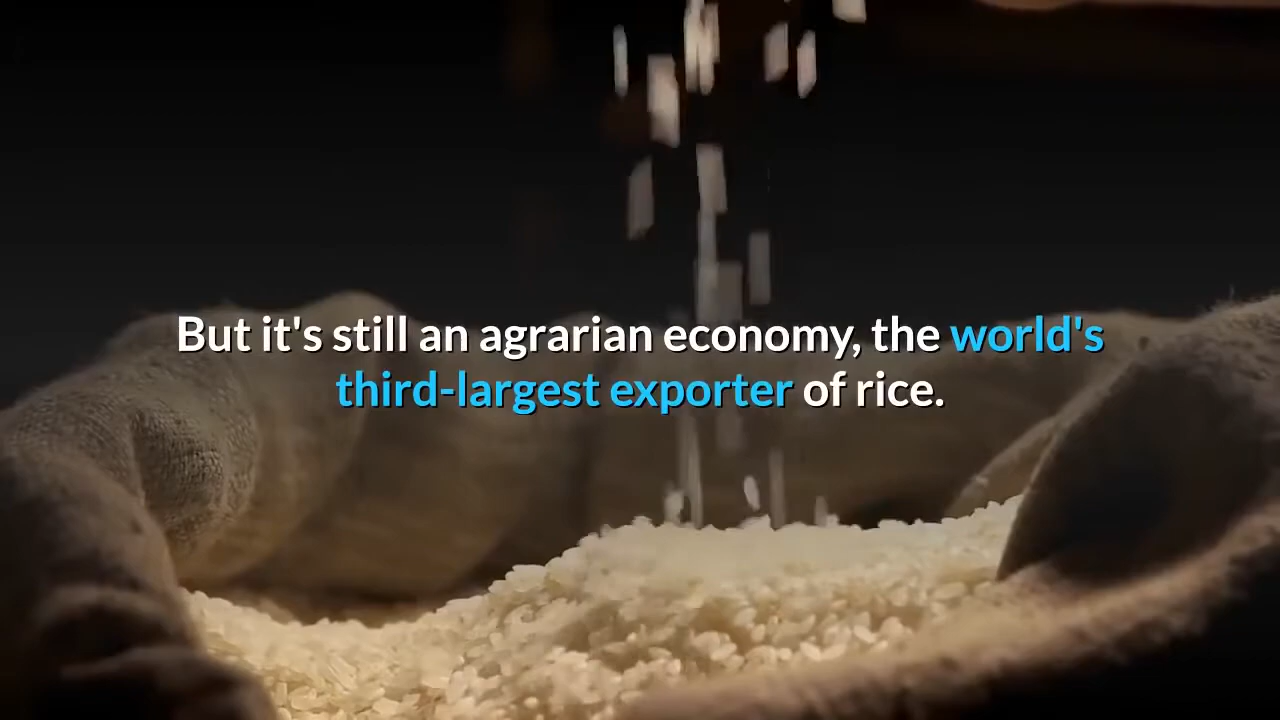 But it's still an agrarian economy, the world's
third-largest exporter of rice.